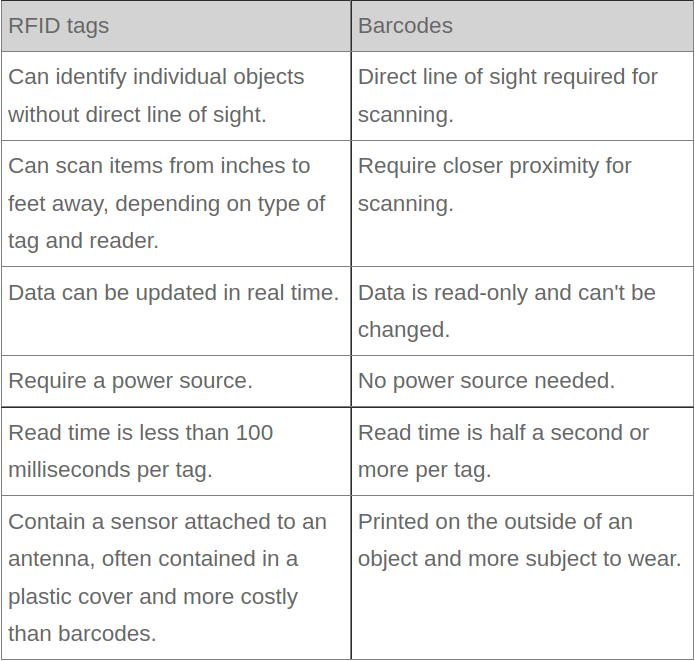 RFID tags
Barcodes
Can identify individual objects
without direct line of sight.
Direct line of sight required for
scanning.
Can scan items from inches to
feet away, depending on type of
tag and reader.
Require closer proximity for
scanning.
Data can be updated in real time.
Data is read-only and can't be
changed.
Require a power source.
No power source needed.
Read time is less than 100
milliseconds per tag.
Read time is half a second or
more per tag.
Contain a sensor attached to an
antenna, often contained in a
plastic cover and more costly
than barcodes.
Printed on the outside of an
object and more subject to wear.